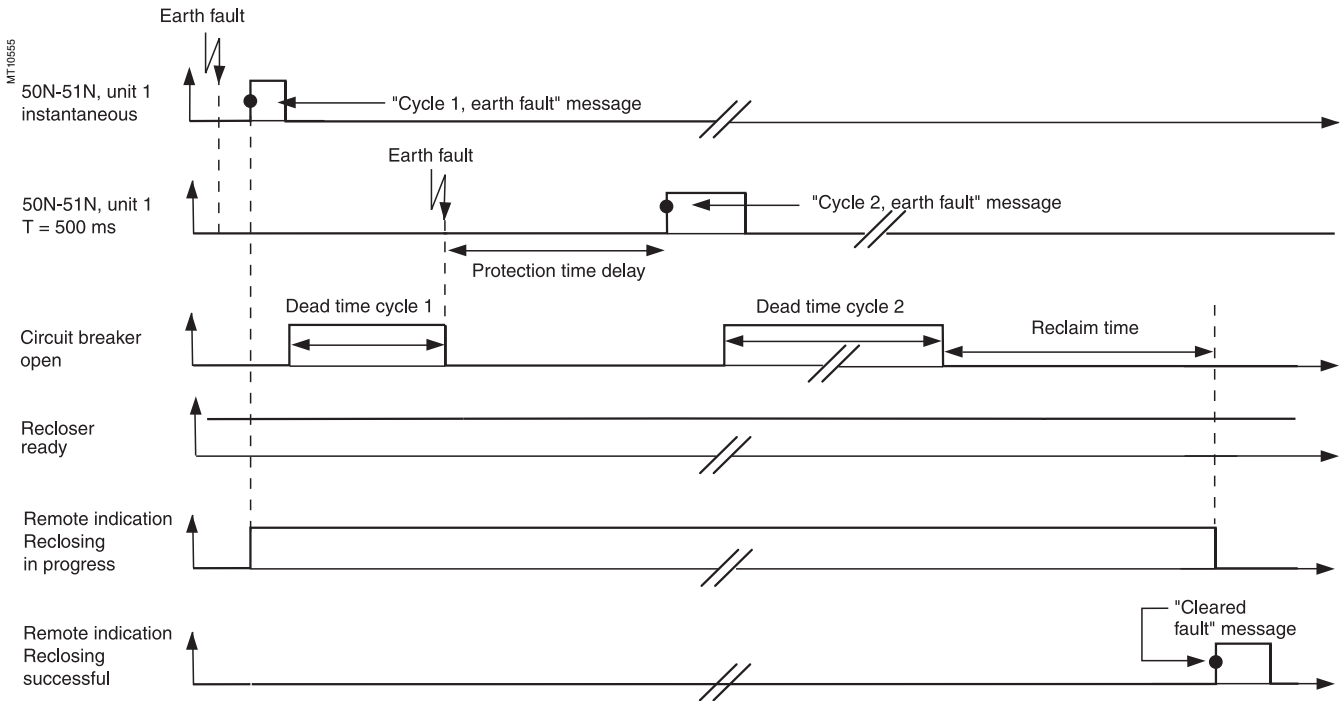 Earth fault
MT10555
50N-51N, unit 1
instantaneous
"Cycle 1, earth fault" message
Earth fault
50N-51N, unit 1
T = 500 ms
"Cycle 2, earth fault" message
Protection time delay
Dead time cycle 1
Dead time cycle 2
Reclaim time
Circuit breaker
open
Recloser
ready
Remote indication
Reclosing
in progress
Remote indication
Reclosing
successful
"Cleared
fault" message